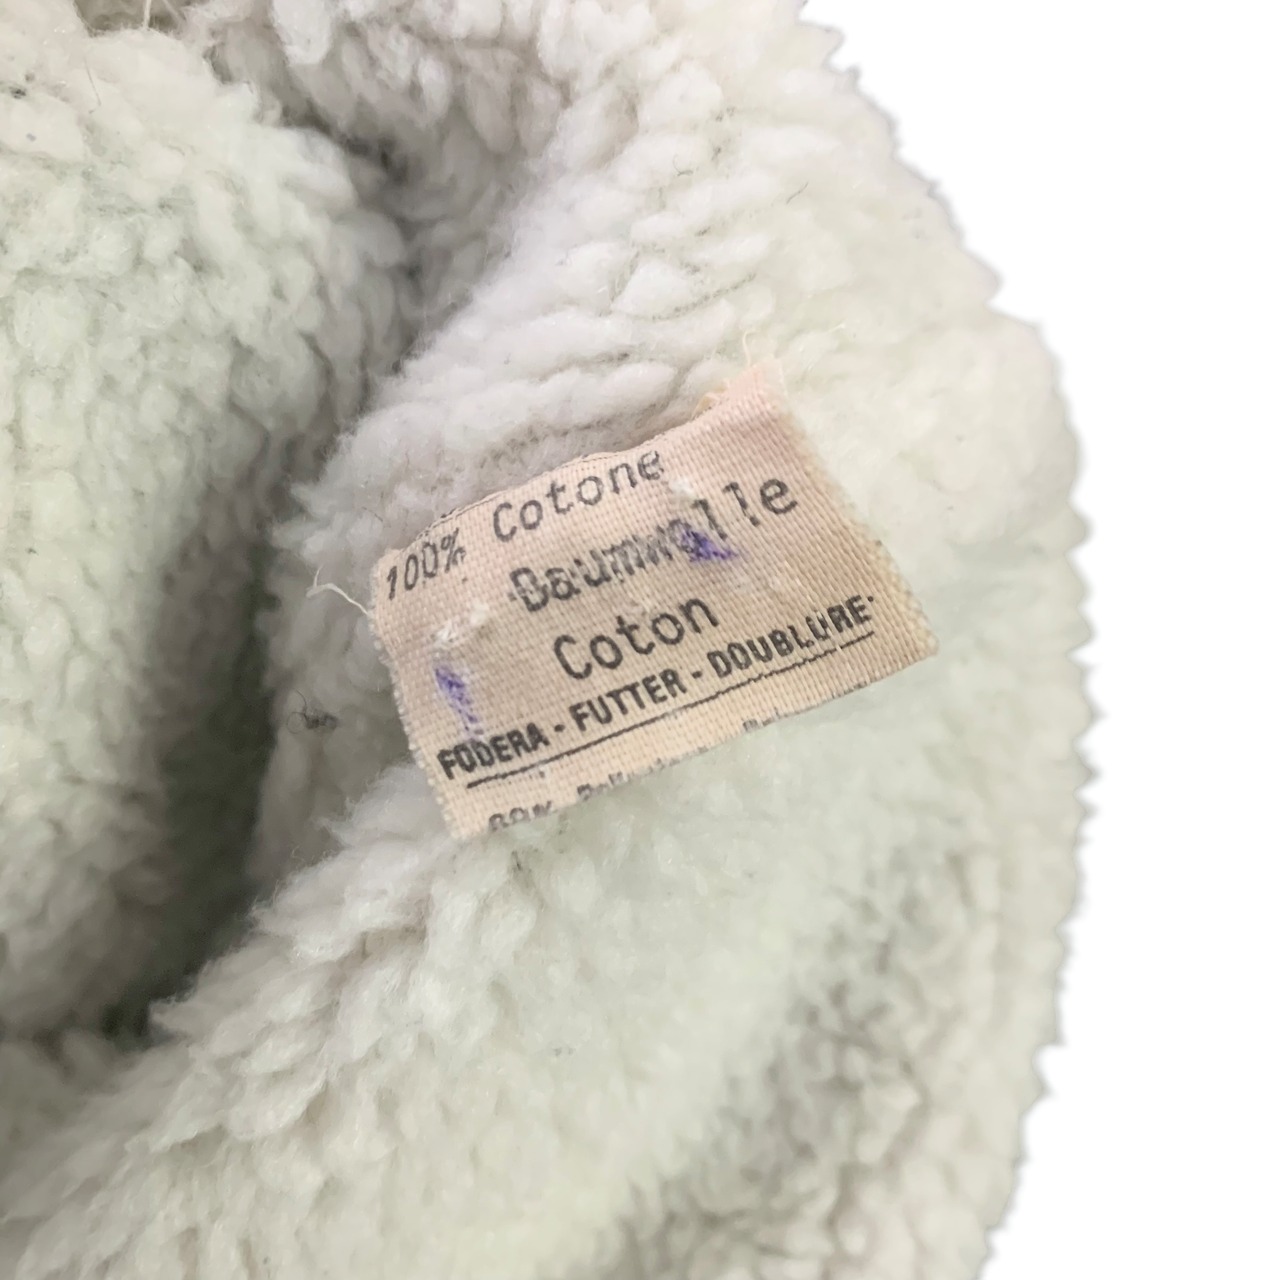 100% Cotone
Baumwolle
Coton
FODERA - FUTTER - DOUBLURE